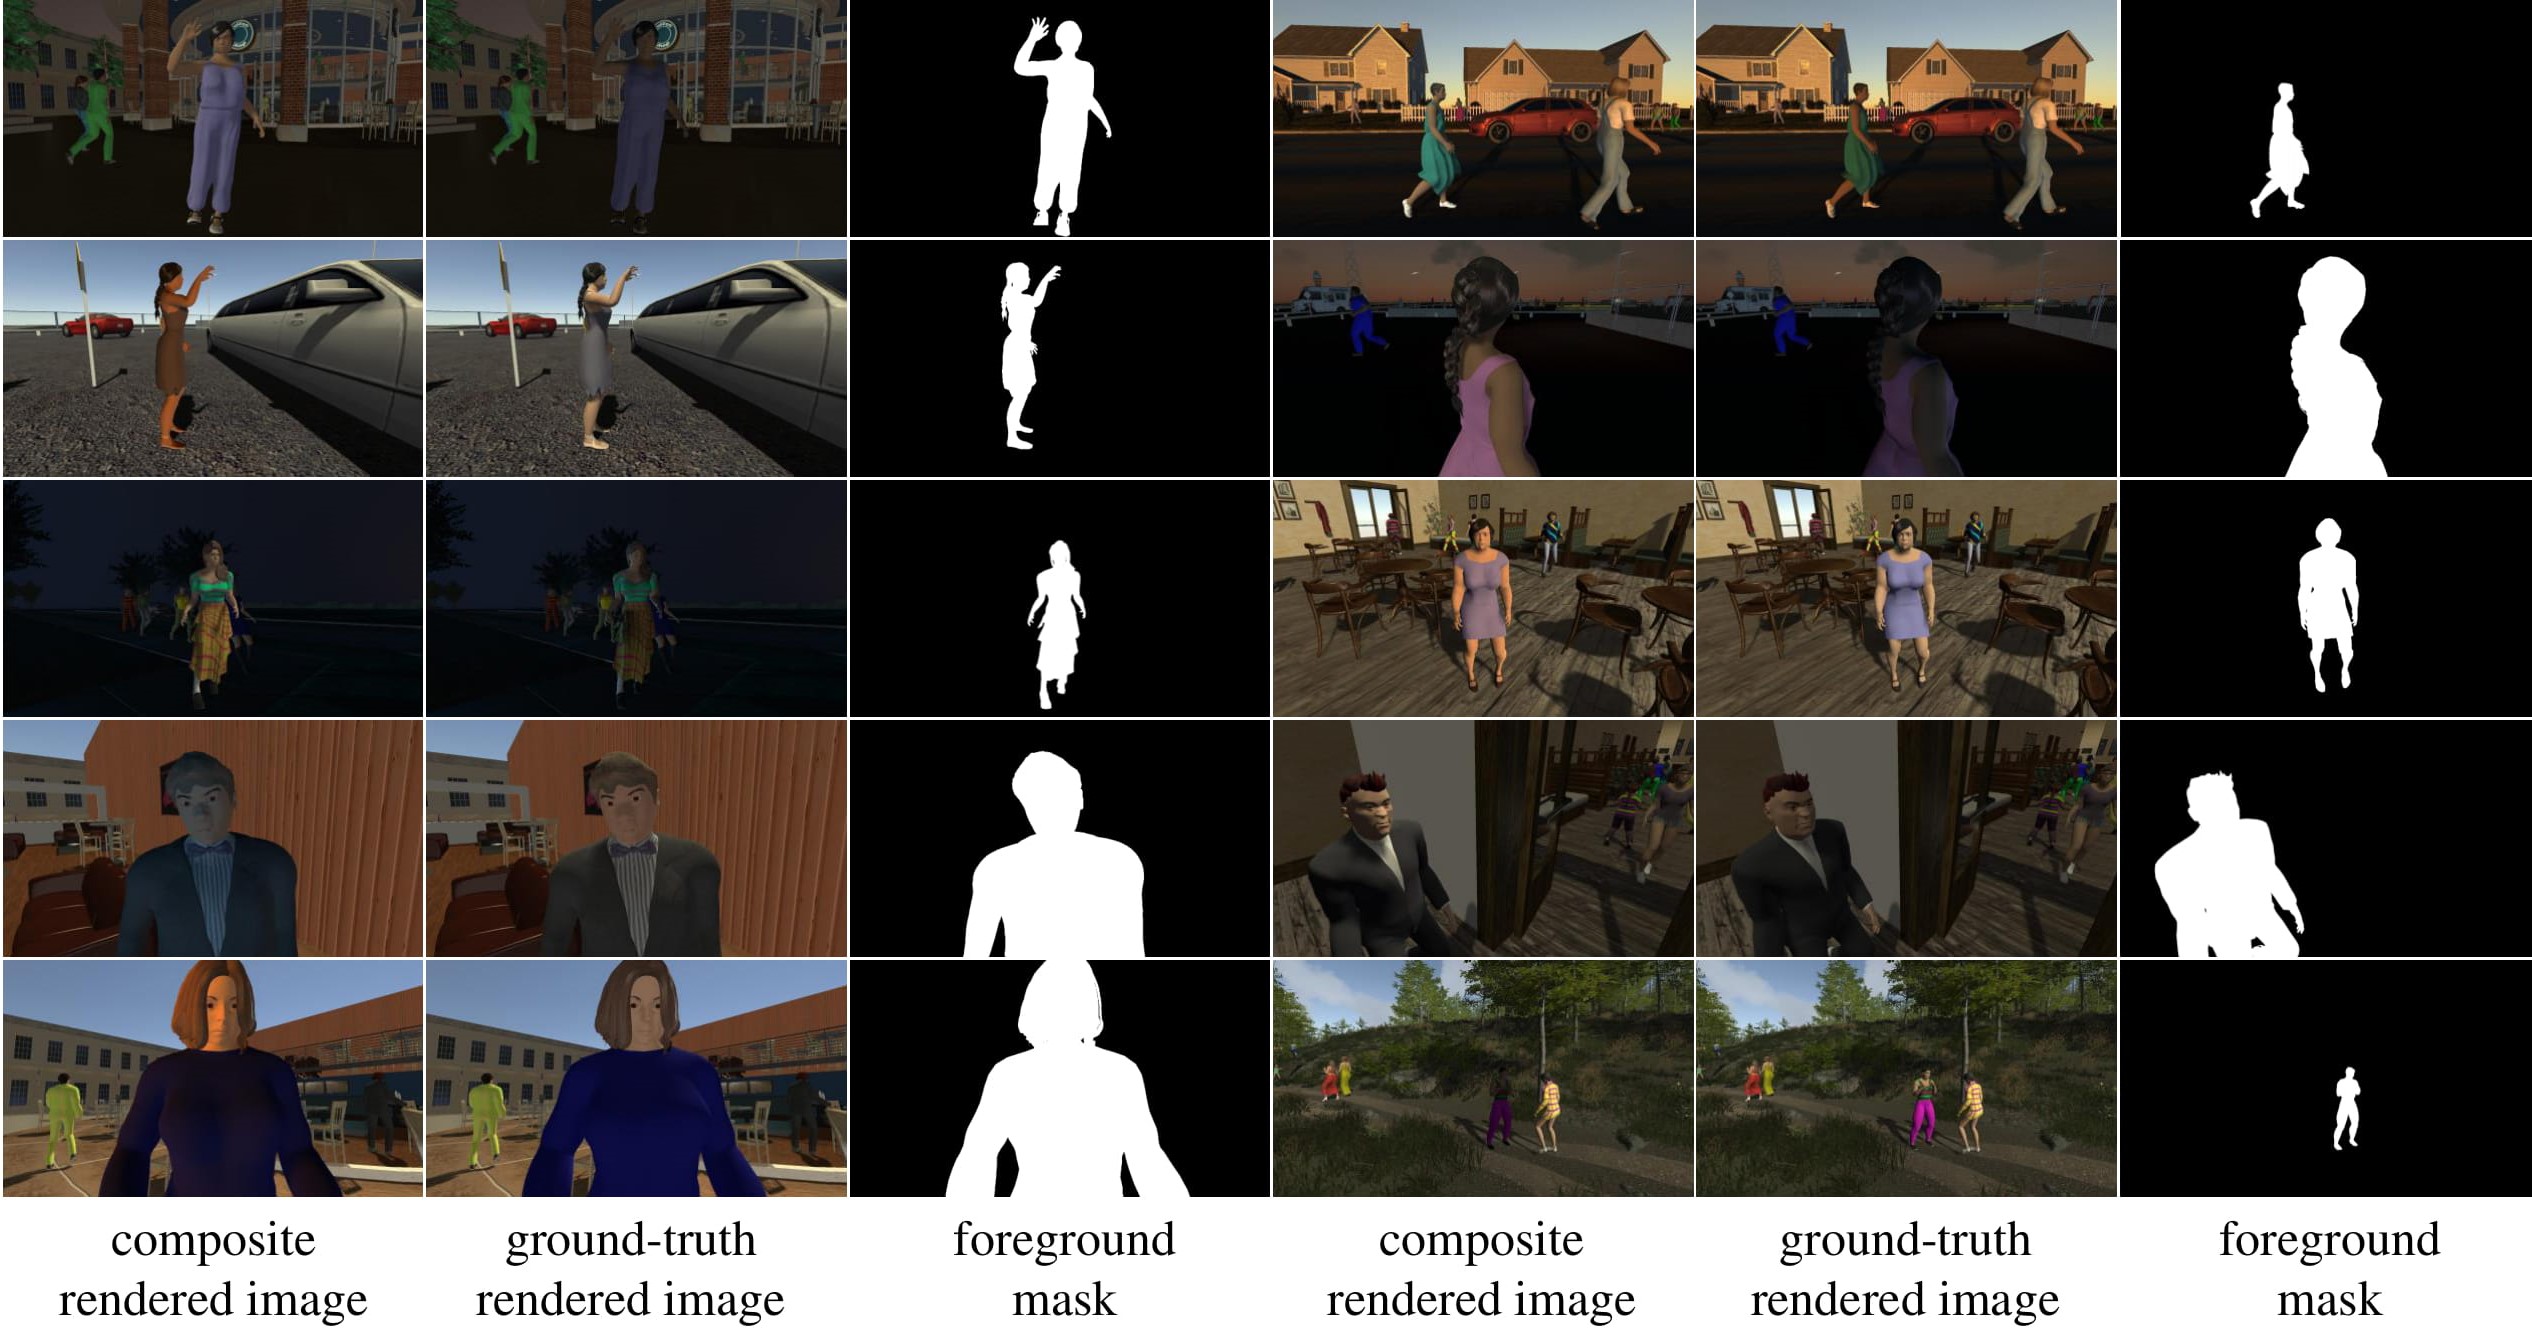 composite
rendered image
ground-truth
rendered image
foreground
mask
composite
rendered image
ground-truth
rendered image
foreground
mask